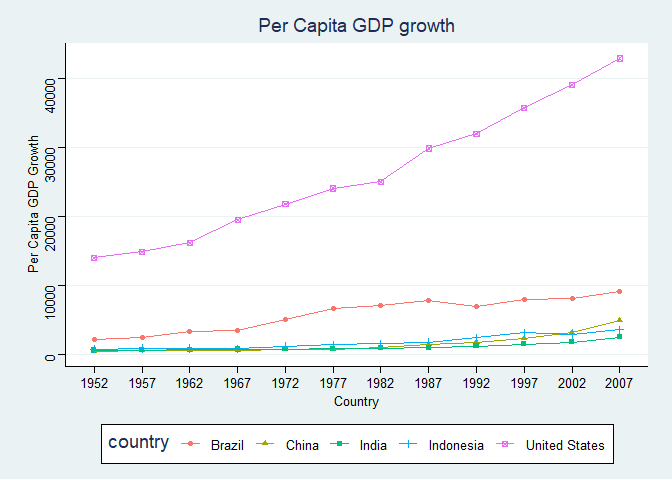 Per Capita GDP growth
Per Capita GDP Growth
40000
30000
20000
10000
0
1952 1957 1962 1967 1972 1977 1982 1987 1992 1997 2002 2007
Country
country Brazil China India Indonesia United States